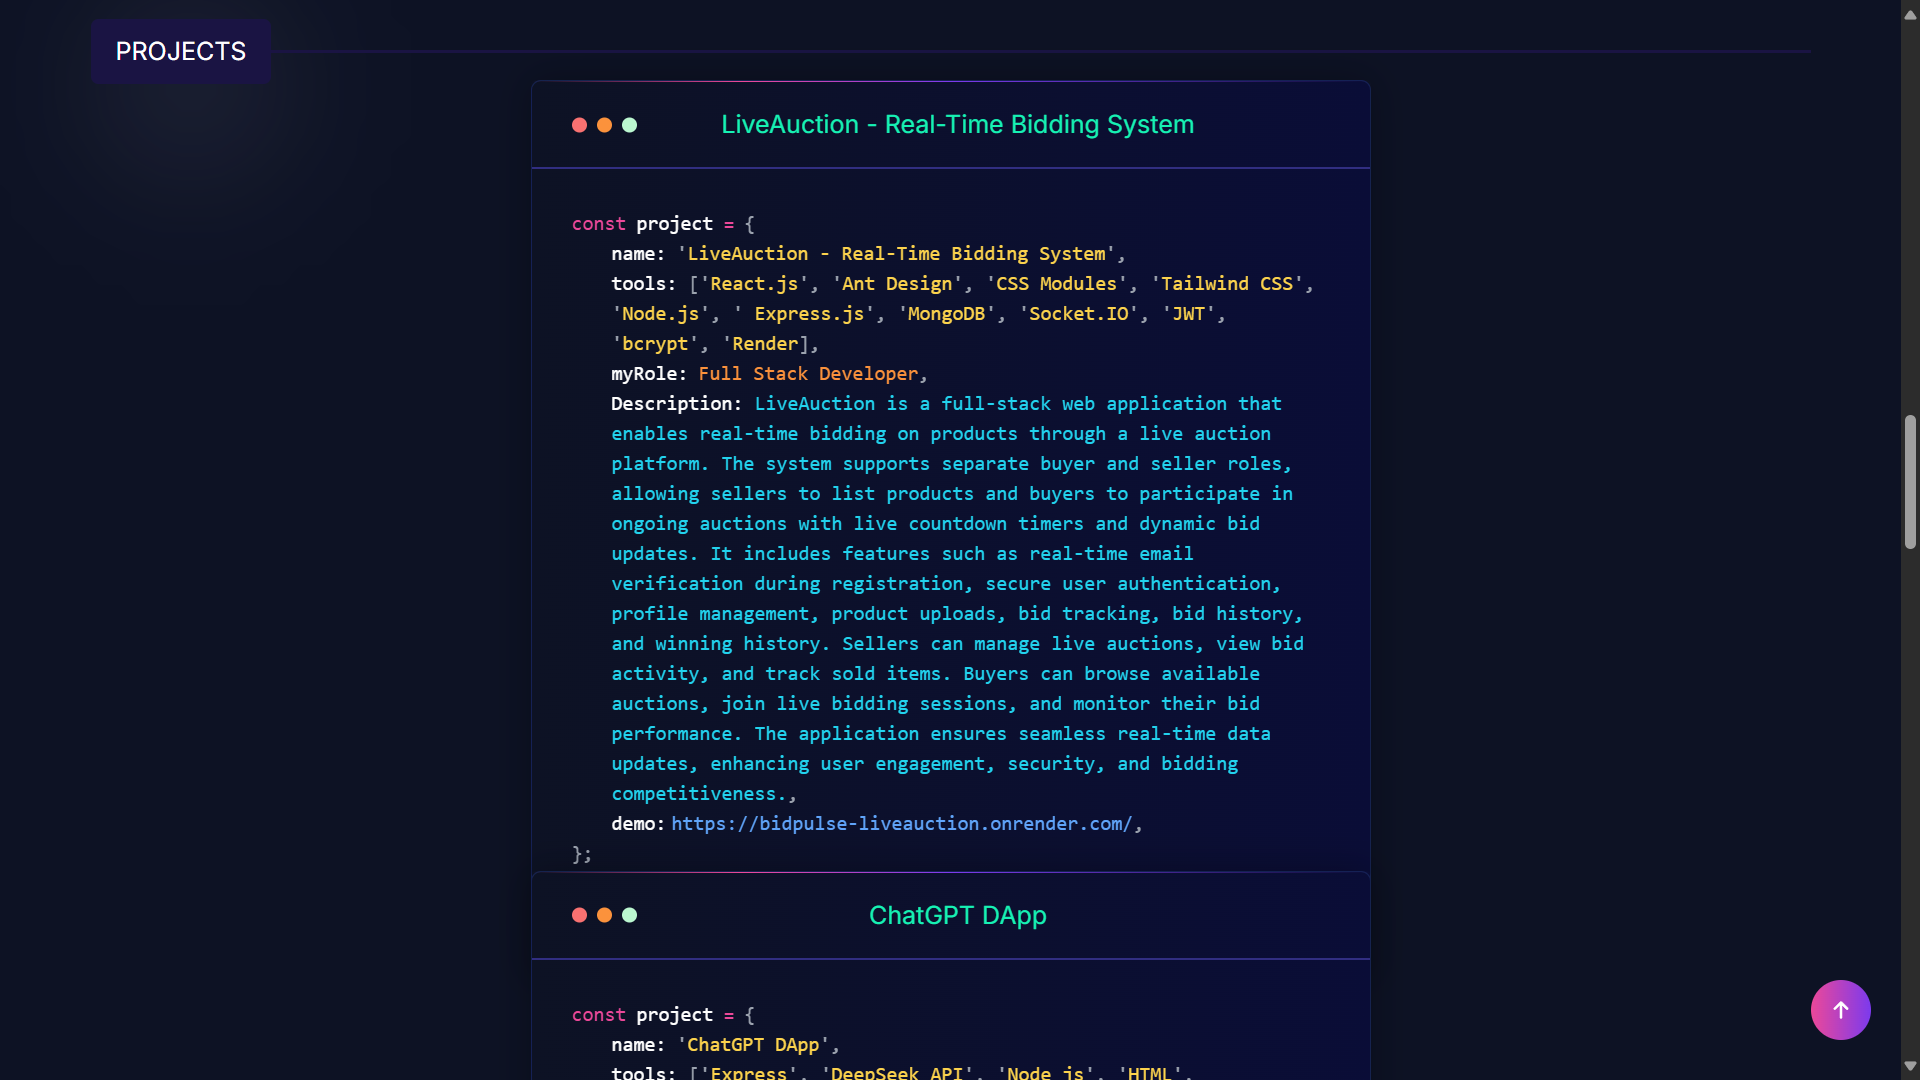 PROJECTS
LiveAuction - Real-Time Bidding System
const project = {
name: 'LiveAuction - Real-Time Bidding System',
tools: ['React.js', 'Ant Design', 'CSS Modules', 'Tailwind CSS',
'Node.js', ' Express.js', 'MongoDB', 'Socket.IO', 'JWT',
'bcrypt', 'Render],
myRole: Full Stack Developer,
Description: LiveAuction is a full-stack web application that
enables real-time bidding on products through a live auction
platform. The system supports separate buyer and seller roles,
allowing sellers to list products and buyers to participate in
ongoing auctions with live countdown timers and dynamic bid
updates. It includes features such as real-time email
verification during registration, secure user authentication,
profile management, product uploads, bid tracking, bid history,
and winning history. Sellers can manage live auctions, view bid
activity, and track sold items. Buyers can browse available
auctions, join live bidding sessions, and monitor their bid
performance. The application ensures seamless real-time data
updates, enhancing user engagement, security, and bidding
competitiveness.,
demo: https://bidpulse-liveauction.onrender.com/,
};
ChatGPT DApp
const project = {
name: 'ChatGPT DApp',
tools: ['Express', 'DeepSeek API', 'Node js', 'HTML',